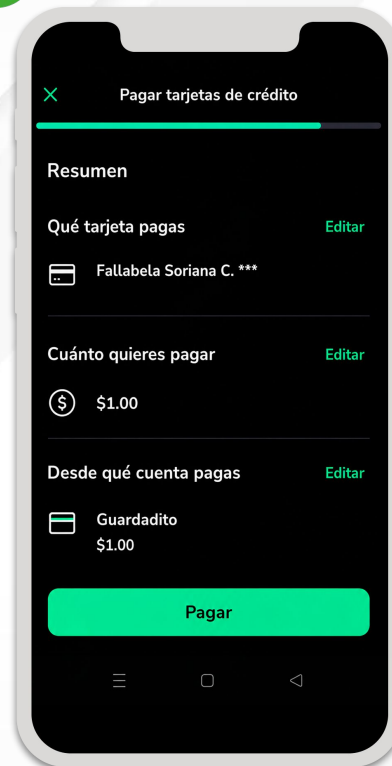 Pagar tarjetas de crédito
Resumen
Qué tarjeta pagas Editar
Fallabela Soriana C. ***
Cuánto quieres pagar Editar
$1.00
Desde qué cuenta pagas Editar
Guardadito
$1.00
Pagar